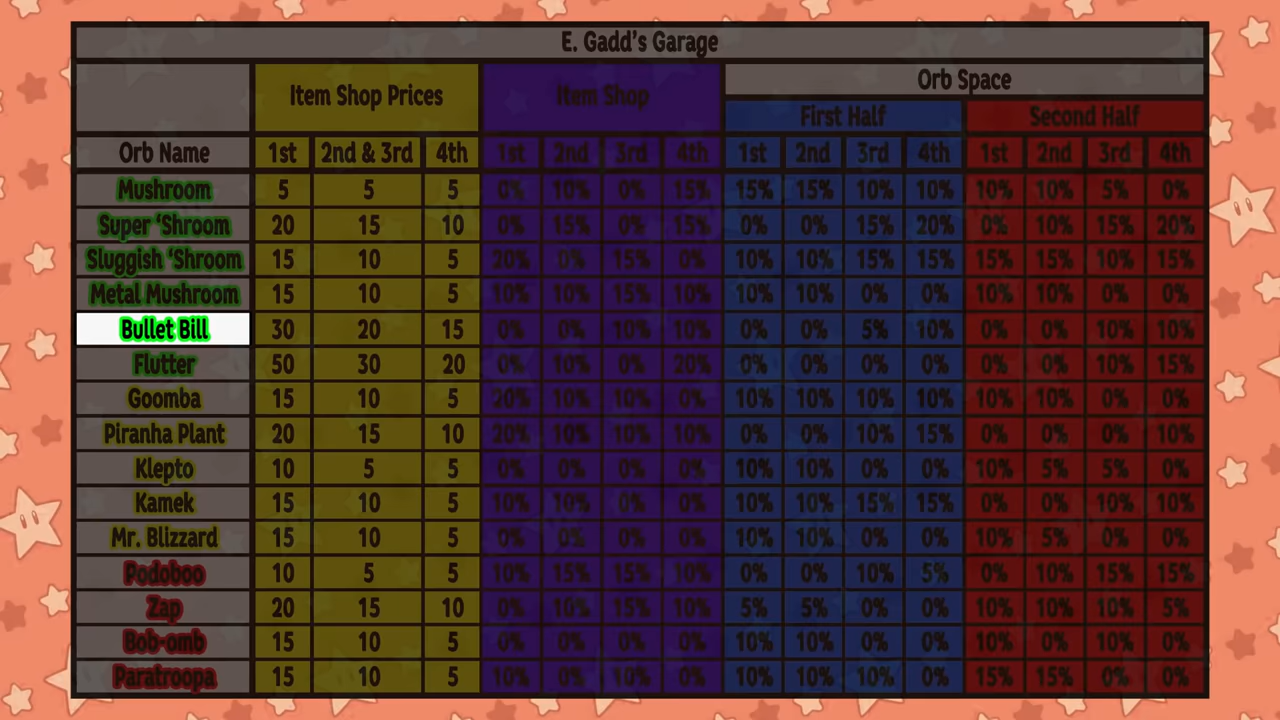 E. Gadd's Garage
Item Shop Prices Item Shop Orb Space
First Half Second Half
Orb Name 1st 2nd & 3rd 4th 1st 2nd 3rd 4th 1st 2nd 3rd 4th 1st 2nd 3rd 4th
Mushroom 5 5 5 0% 10% 0% 15% 15% 15% 10% 10% 10% 10% 5% 0%
Super ‘Shroom 20 15 10 0% 15% 0% 15% 0% 0% 15% 20% 0% 10% 15% 20%
Sluggish ‘Shroom 15 10 5 20% 0% 15% 0% 10% 10% 15% 15% 15% 15% 10% 15%
Metal Mushroom 15 10 5 10% 10% 15% 10% 10% 10% 0% 0% 10% 10% 0% 0%
Bullet Bill 30 20 15 0% 0% 10% 10% 0% 0% 5% 10% 0% 0% 10% 10%
Flutter 50 30 20 0% 10% 0% 20% 0% 0% 0% 0% 0% 0% 10% 15%
Goomba 15 10 5 20% 10% 10% 0% 10% 10% 10% 10% 10% 10% 0% 0%
Piranha Plant 20 15 10 20% 10% 10% 10% 0% 0% 10% 15% 0% 0% 0% 10%
Klepto 10 5 5 0% 0% 0% 0% 10% 10% 0% 0% 10% 5% 5% 0%
Kamek 15 10 5 10% 10% 0% 0% 10% 10% 15% 15% 0% 0% 10% 10%
Mr. Blizzard 15 10 5 0% 0% 0% 0% 10% 10% 0% 0% 10% 5% 0% 0%
Podoboo 10 5 5 10% 15% 15% 10% 0% 0% 10% 5% 0% 10% 15% 15%
Zap 20 15 10 0% 10% 15% 10% 5% 5% 0% 0% 10% 10% 10% 5%
Bob-omb 15 10 5 0% 0% 0% 0% 10% 10% 0% 0% 10% 0% 10% 0%
Paratroopa 15 10 5 10% 0% 10% 0% 10% 10% 10% 0% 15% 15% 0% 0%